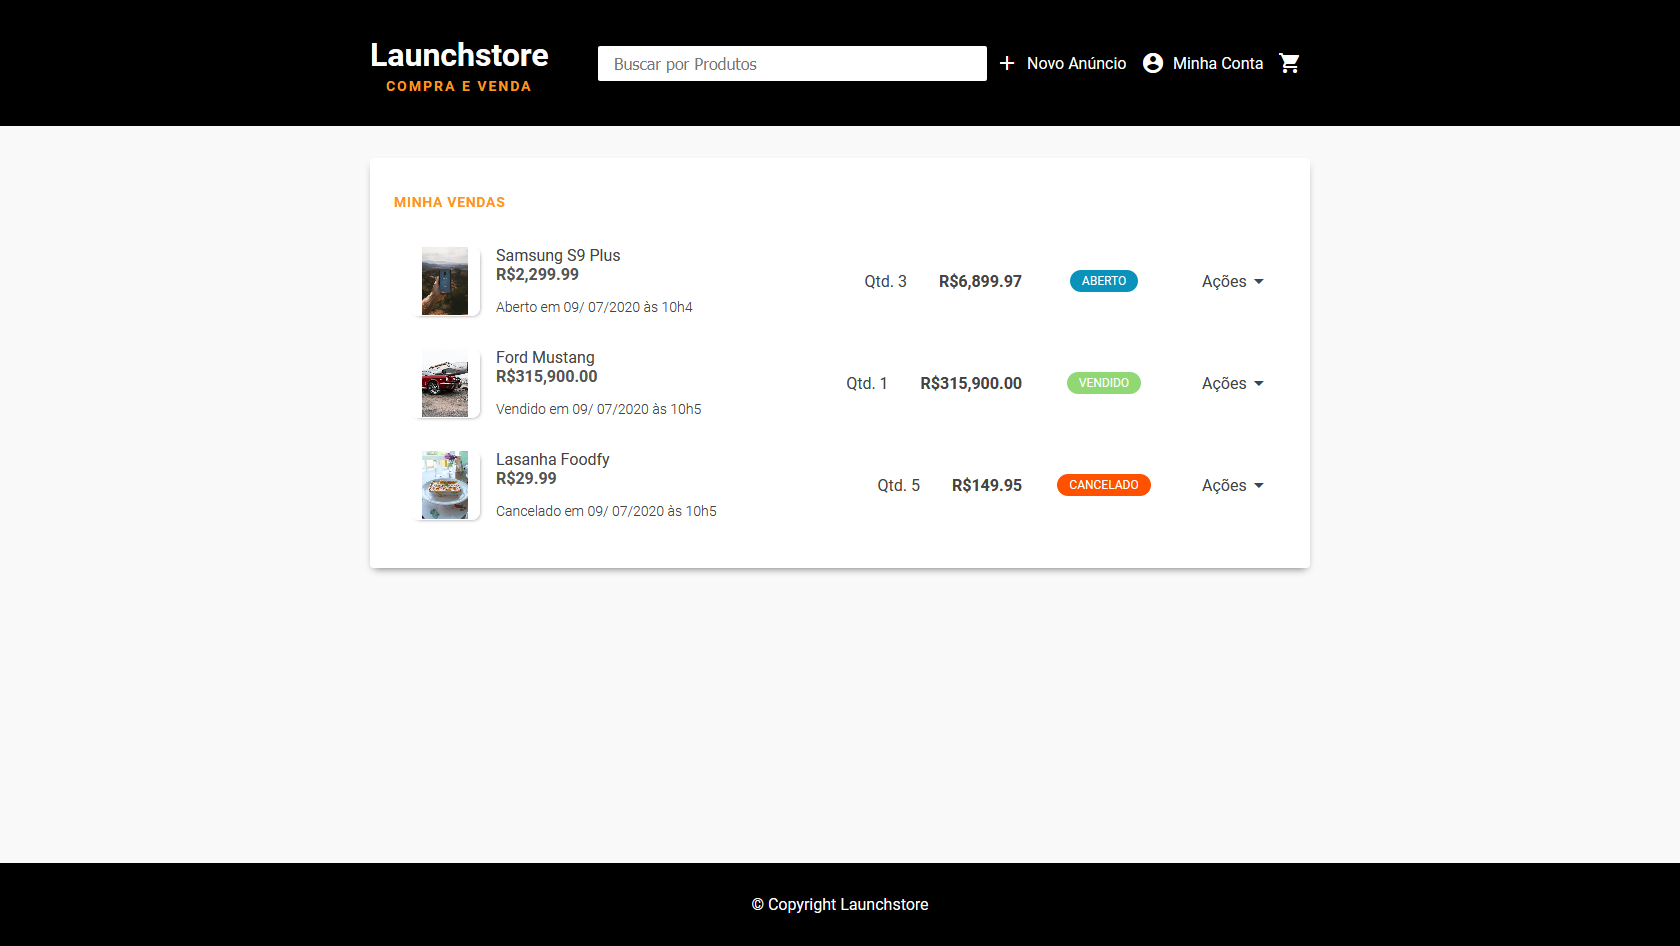 Launchstore
COMPRA E VENDA
Buscar por Produtos
Novo Anúncio
Minha Conta
MINHA VENDAS
Samsung S9 Plus
R$2,299.99
Aberto em 09/ 07/2020 às 10h4
Qtd. 3
R$6,899.97
ABERTO
Ações
Ford Mustang
R$315,900.00
Vendido em 09/ 07/2020 às 10h5
Qtd. 1
R$315,900.00
VENDIDO
Ações
Lasanha Foodfy
R$29.99
Cancelado em 09/ 07/2020 às 10h5
Qtd. 5
R$149.95
CANCELADO
Ações
© Copyright Launchstore